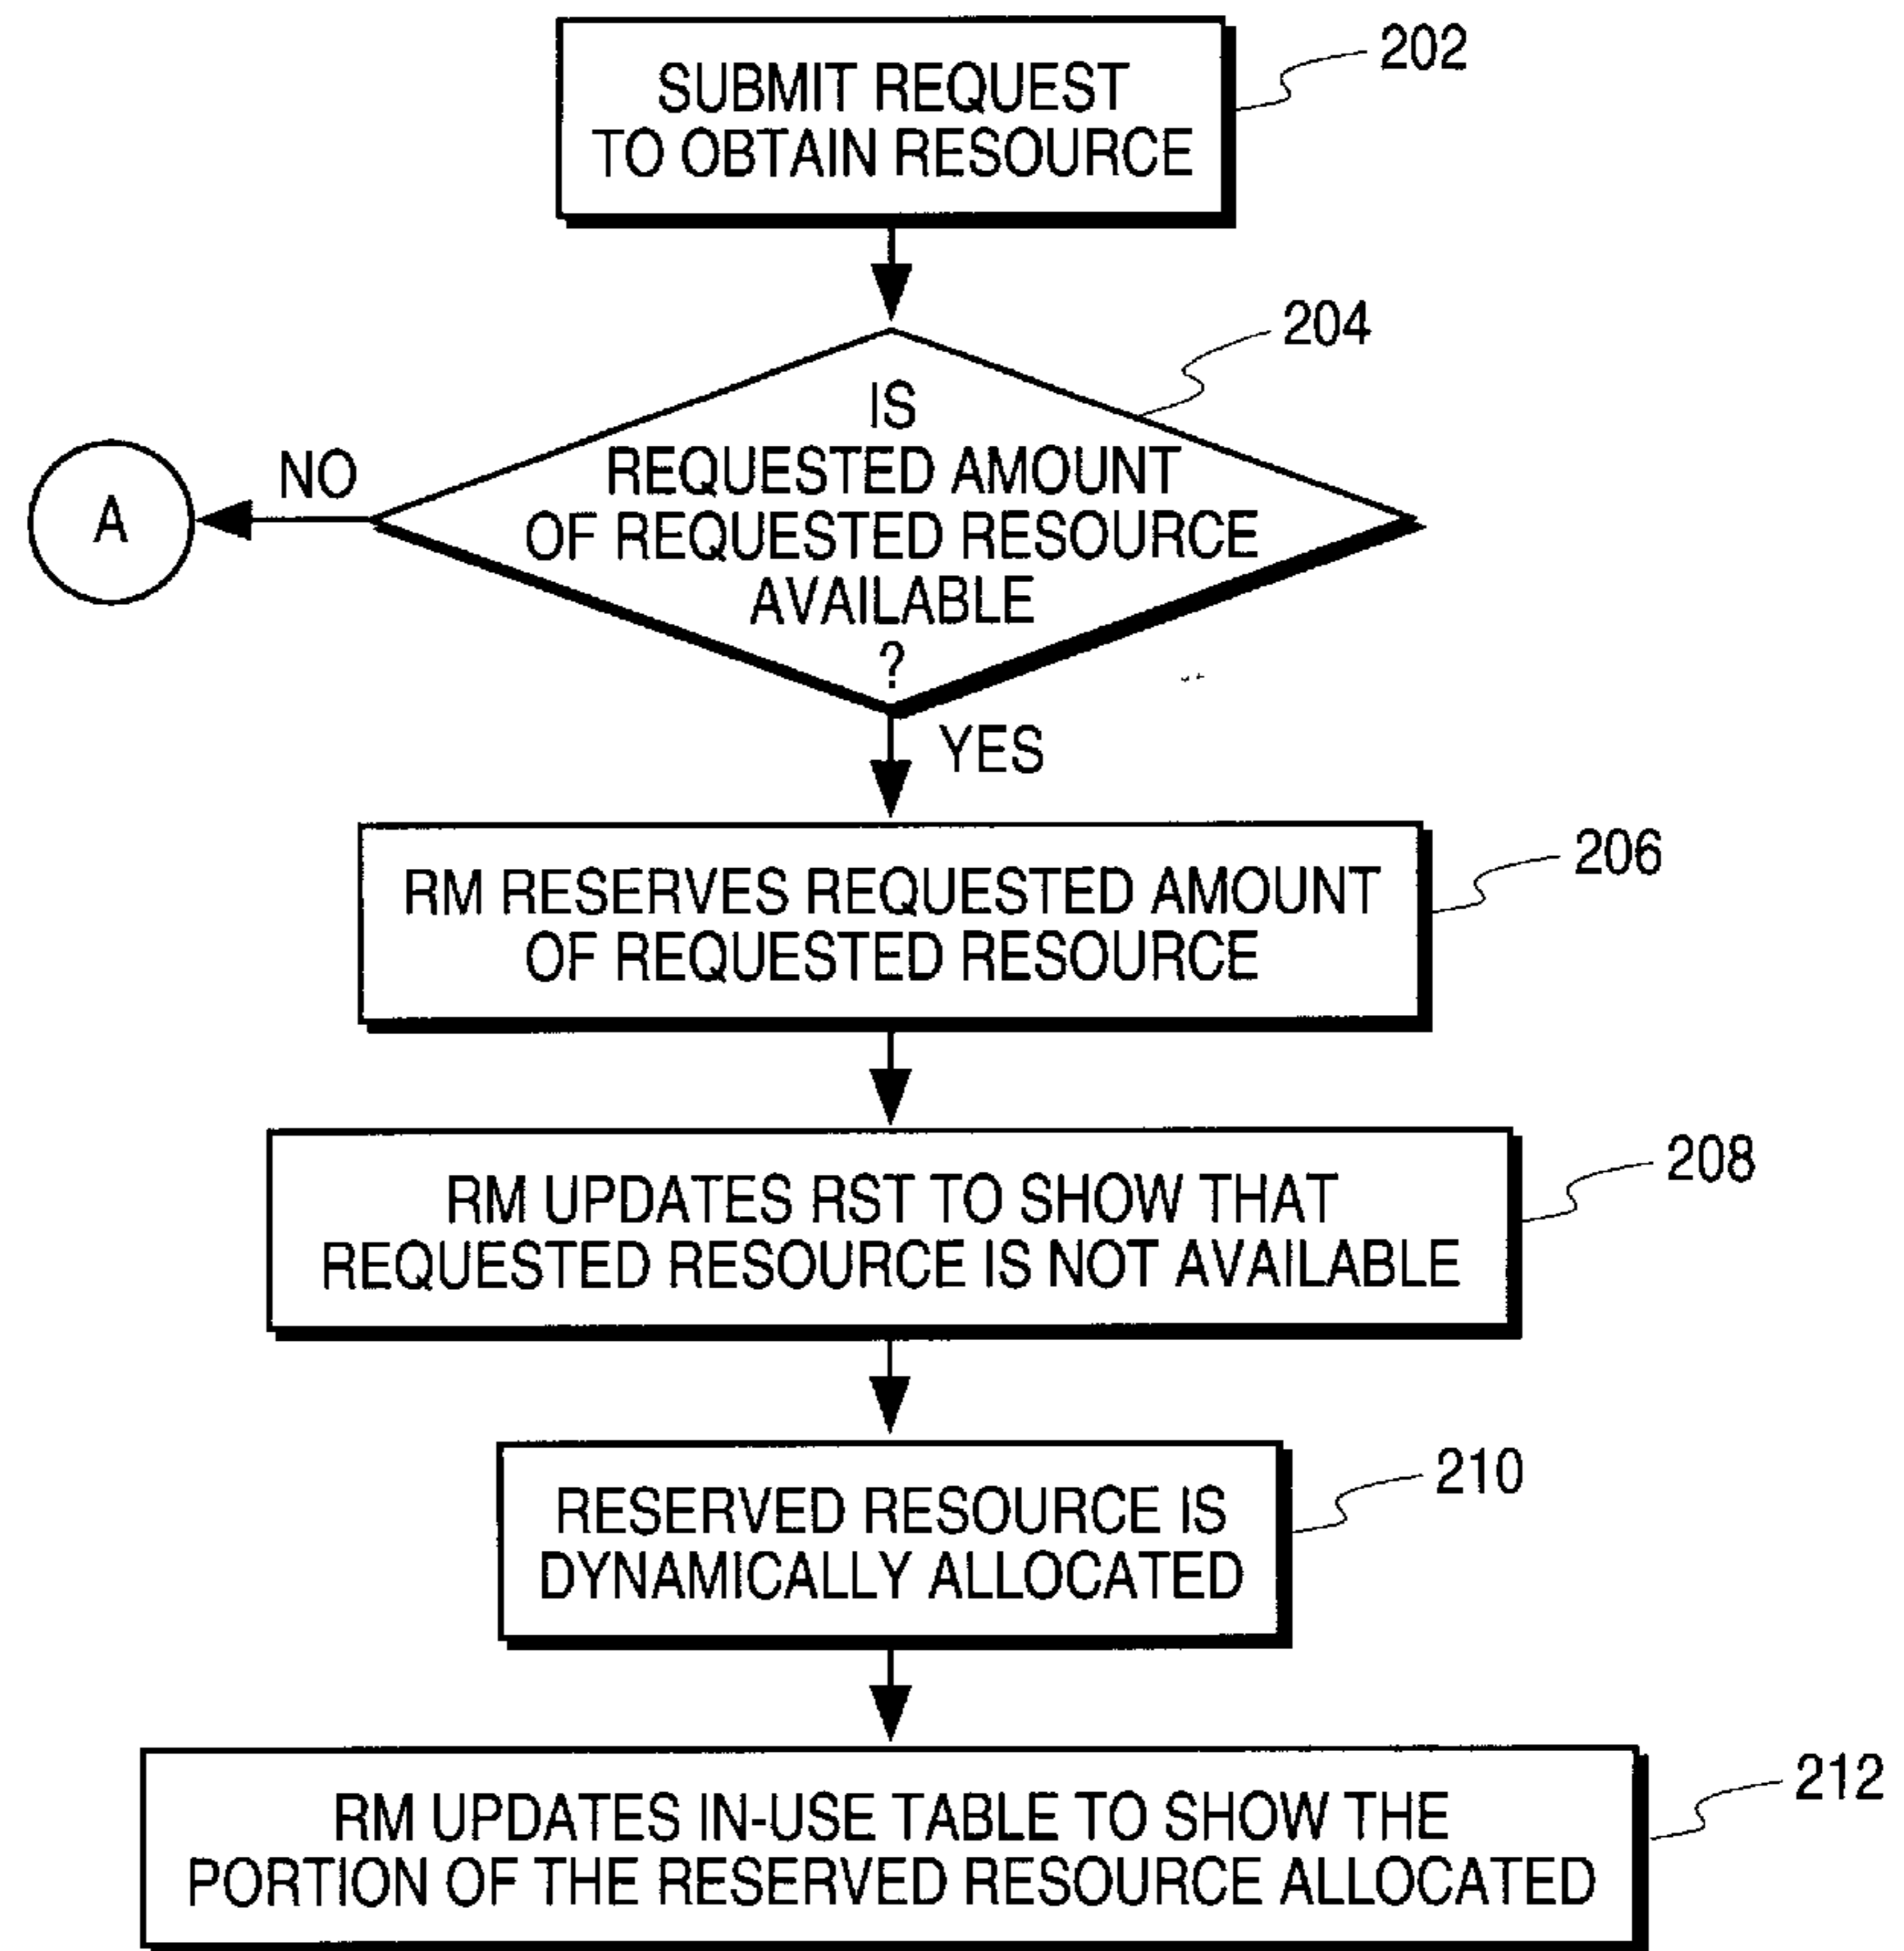 SUBMIT REQUEST
TO OBTAIN RESOURCE
202
IS
REQUESTED AMOUNT
OF REQUESTED RESOURCE
AVAILABLE
?
204
NO
A
YES
RM RESERVES REQUESTED AMOUNT
OF REQUESTED RESOURCE
206
RM UPDATES RST TO SHOW THAT
REQUESTED RESOURCE IS NOT AVAILABLE
208
RESERVED RESOURCE IS
DYNAMICALLY ALLOCATED
210
RM UPDATES IN-USE TABLE TO SHOW THE
PORTION OF THE RESERVED RESOURCE ALLOCATED
212